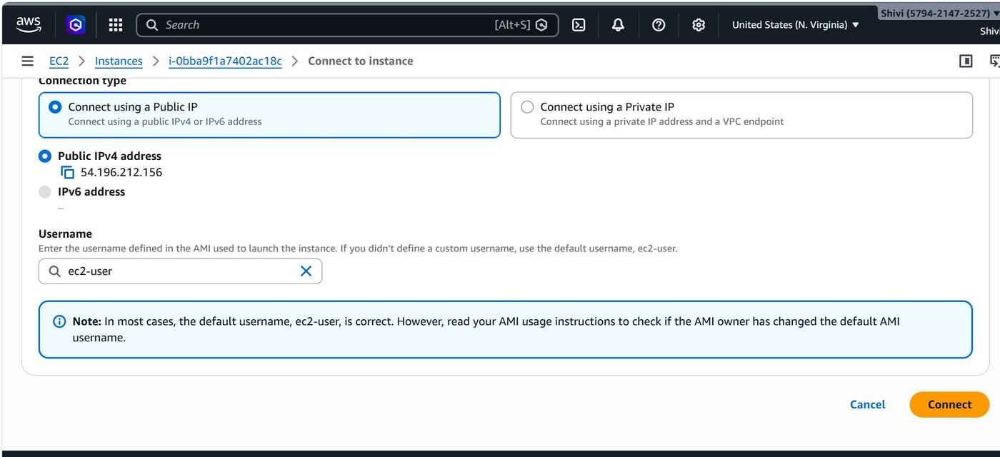 aws
Search
[Alt+S]
United States (N. Virginia) ▼
Shivi (5794-2147-2527) ▼
Shivi
EC2 > Instances > i-0bba9f1a7402ac18c > Connect to instance
Connection type
Connect using a Public IP
Connect using a public IPv4 or IPv6 address
Connect using a Private IP
Connect using a private IP address and a VPC endpoint
Public IPv4 address
54.196.212.156
IPv6 address
–
Username
Enter the username defined in the AMI used to launch the instance. If you didn't define a custom username, use the default username, ec2-user.
ec2-user
Note: In most cases, the default username, ec2-user, is correct. However, read your AMI usage instructions to check if the AMI owner has changed the default AMI
username.
Cancel
Connect